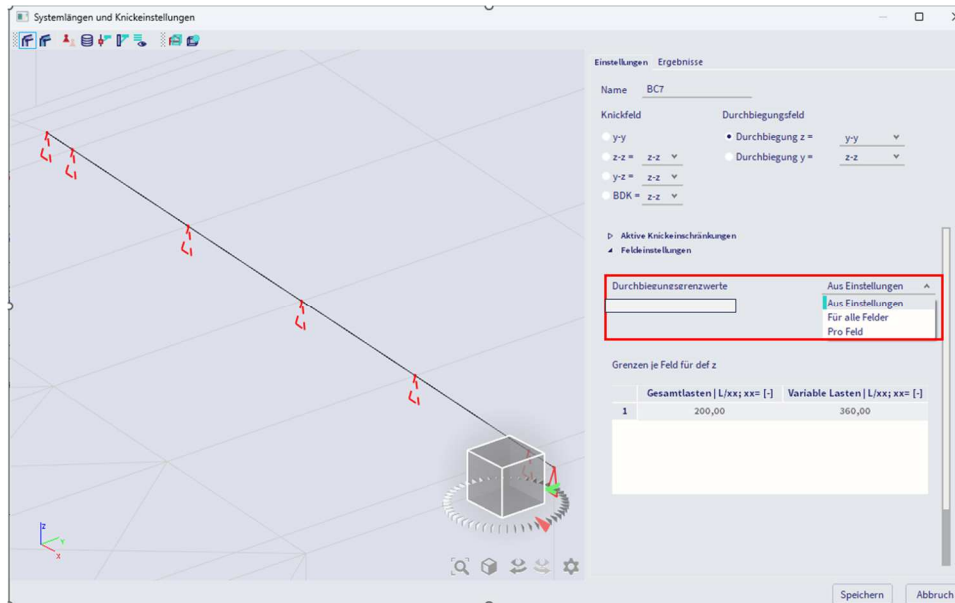 Systemlängen und Knickeinstellungen
Einstellungen Ergebnisse
Name BC7
Knickfeld Durchbiegungsfeld
y-y Durchbiegung z = y-y
z-z = z-z Durchbiegung y = z-z
y-z = z-z
BDK = z-z
Aktive Knickeinschränkungen
Feldeinstellungen
Durchbiegungsgrenzwerte Aus Einstellungen
Aus Einstellungen
Für alle Felder
Pro Feld
Grenzen je Feld für def z
Gesamtlasten | L/xx; xx= [-] Variable Lasten | L/xx; xx= [-]
1 200,00 360,00
z
y
x
Speichern Abbruch